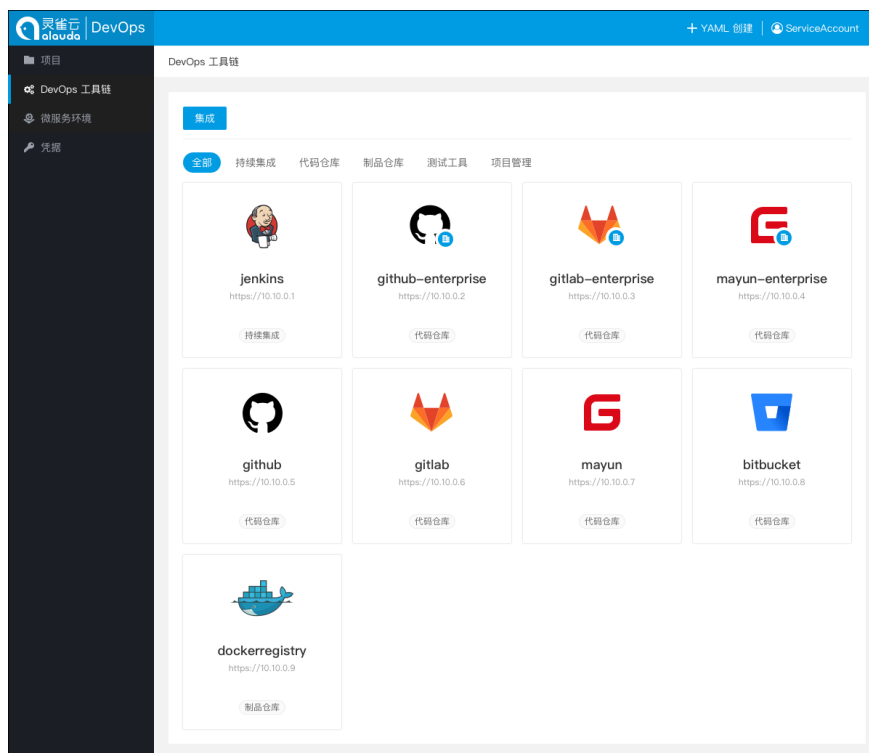 灵雀云 alauda DevOps
YAML 创建
ServiceAccount
项目
DevOps 工具链
微服务环境
凭据
DevOps 工具链
集成
全部 持续集成 代码仓库 制品仓库 测试工具 项目管理
jenkins
https://10.10.0.1
持续集成
github-enterprise
https://10.10.0.2
代码仓库
gitlab-enterprise
https://10.10.0.3
代码仓库
mayun-enterprise
https://10.10.0.4
代码仓库
github
https://10.10.0.5
代码仓库
gitlab
https://10.10.0.6
代码仓库
mayun
https://10.10.0.7
代码仓库
bitbucket
https://10.10.0.8
代码仓库
dockerregistry
https://10.10.0.9
制品仓库